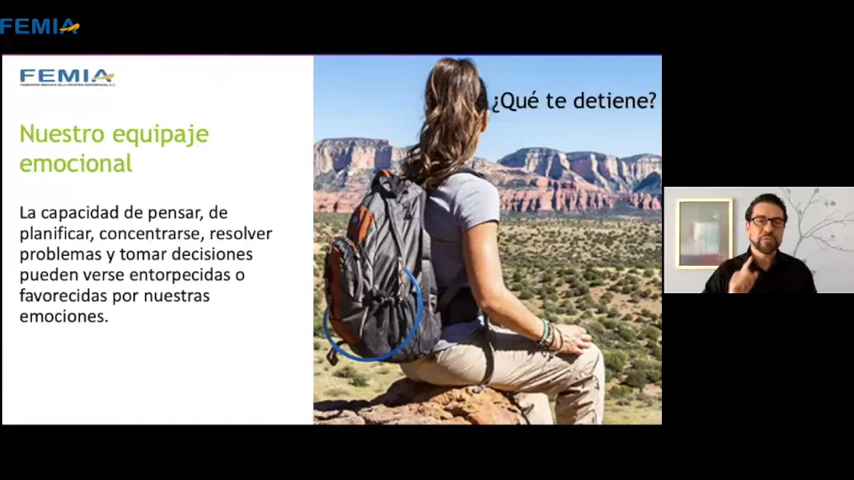 FEMIA
FEMIA
Nuestro equipaje
emocional
La capacidad de pensar, de
planificar, concentrarse, resolver
problemas y tomar decisiones
pueden verse entorpecidas o
favorecidas por nuestras
emociones.
¿Qué te detiene?